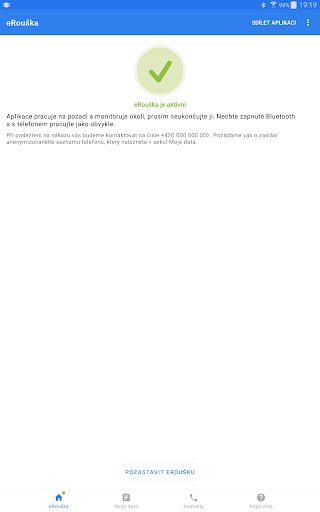 99% 19:19
eRouška SDÍLET APLIKACI
eRouška je aktivní
Aplikace pracuje na pozadí a monitoruje okolí, prosím neukončujte ji. Nechte zapnuté Bluetooth
a s telefonem pracujte jako obvykle.
Při podezření na nákazu vás budeme kontaktovat na čísle +420 000 000 000. Požádáme vás o zaslání
anonymizovaného seznamu telefonů, který naleznete v sekci Moje data.
POZASTAVIT EROUŠKU
eRouška Moje data Kontakty Nápověda